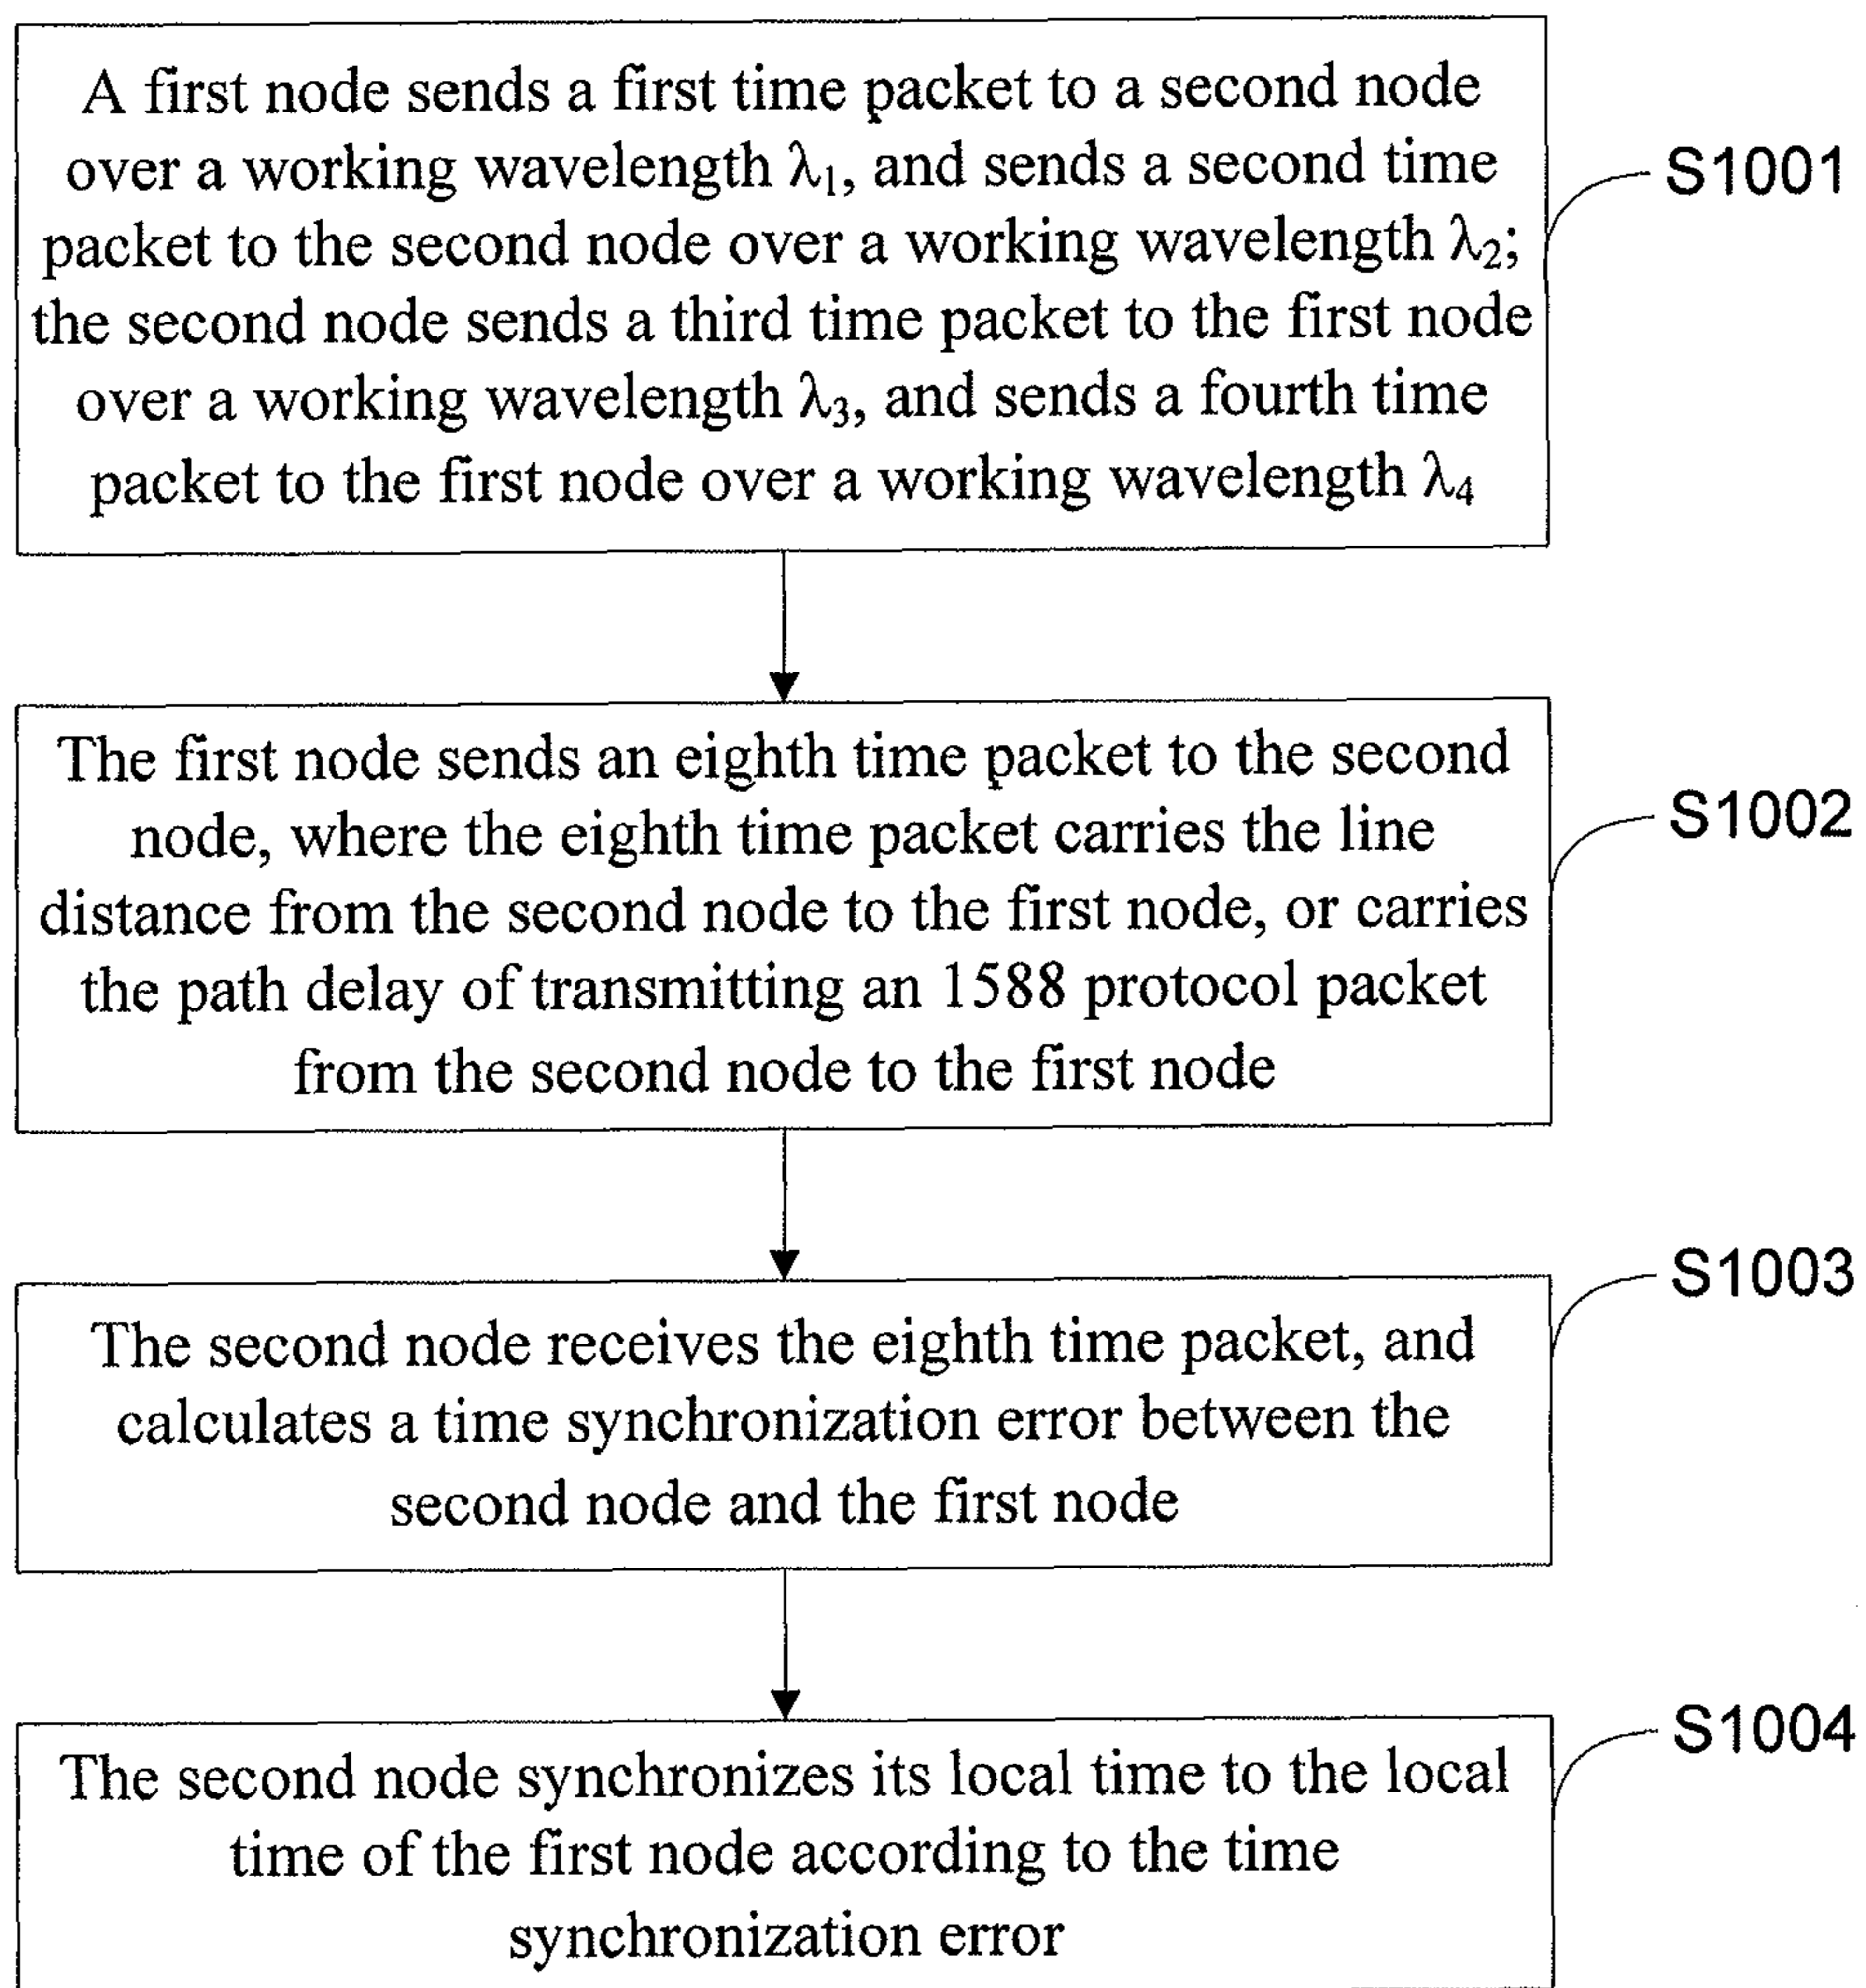 A first node sends a first time packet to a second node
over a working wavelength λ₁, and sends a second time
packet to the second node over a working wavelength λ₂;
the second node sends a third time packet to the first node
over a working wavelength λ₃, and sends a fourth time
packet to the first node over a working wavelength λ₄
S1001
The first node sends an eighth time packet to the second
node, where the eighth time packet carries the line
distance from the second node to the first node, or carries
the path delay of transmitting an 1588 protocol packet
from the second node to the first node
S1002
The second node receives the eighth time packet, and
calculates a time synchronization error between the
second node and the first node
S1003
The second node synchronizes its local time to the local
time of the first node according to the time
synchronization error
S1004